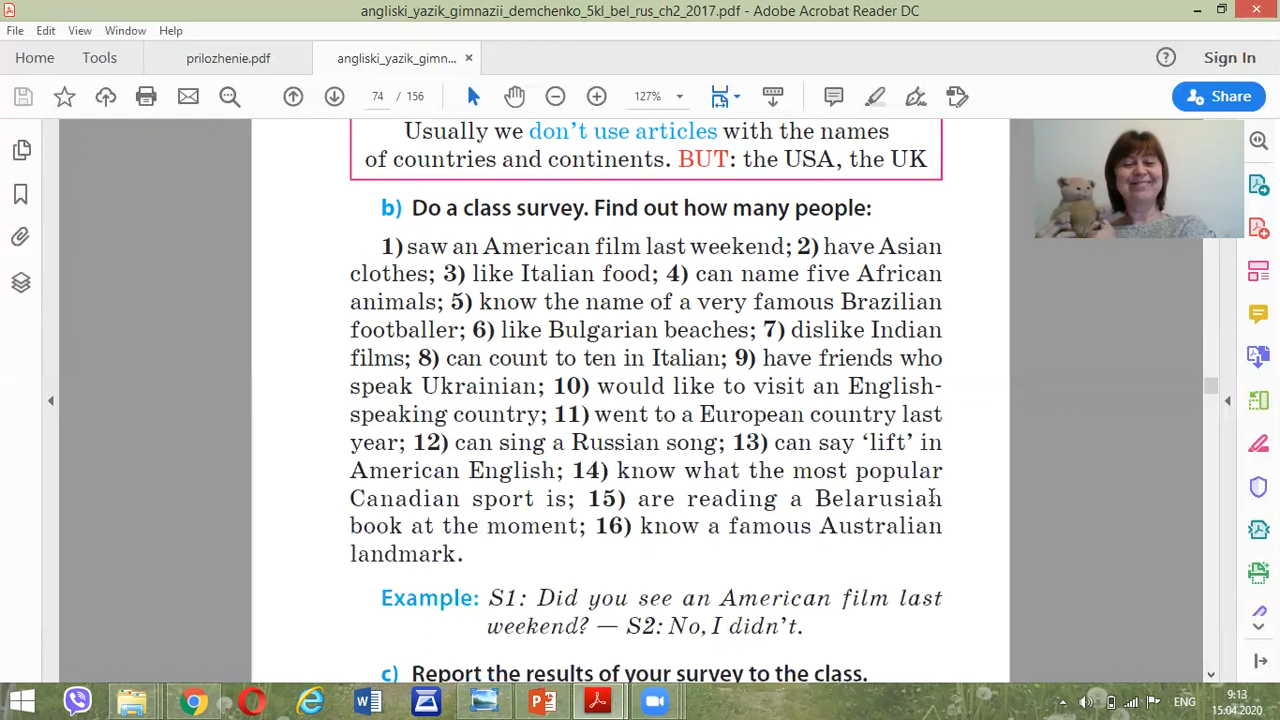 angliski_yazik_gimnazii_demchenko_5kl_bel_rus_ch2_2017.pdf - Adobe Acrobat Reader DC
File Edit View Window Help
Home Tools prilozhenie.pdf angliski_yazik_gimn... × Sign In
74 / 156 127% Share
Usually we don't use articles with the names
of countries and continents. BUT: the USA, the UK
b) Do a class survey. Find out how many people:
1) saw an American film last weekend; 2) have Asian
clothes; 3) like Italian food; 4) can name five African
animals; 5) know the name of a very famous Brazilian
footballer; 6) like Bulgarian beaches; 7) dislike Indian
films; 8) can count to ten in Italian; 9) have friends who
speak Ukrainian; 10) would like to visit an English-
speaking country; 11) went to a European country last
year; 12) can sing a Russian song; 13) can say ‘lift’ in
American English; 14) know what the most popular
Canadian sport is; 15) are reading a Belarusian
book at the moment; 16) know a famous Australian
landmark.
Example: S1: Did you see an American film last
weekend? — S2: No, I didn't.
c) Report the results of your survey to the class.
ENG
9:13
15.04.2020